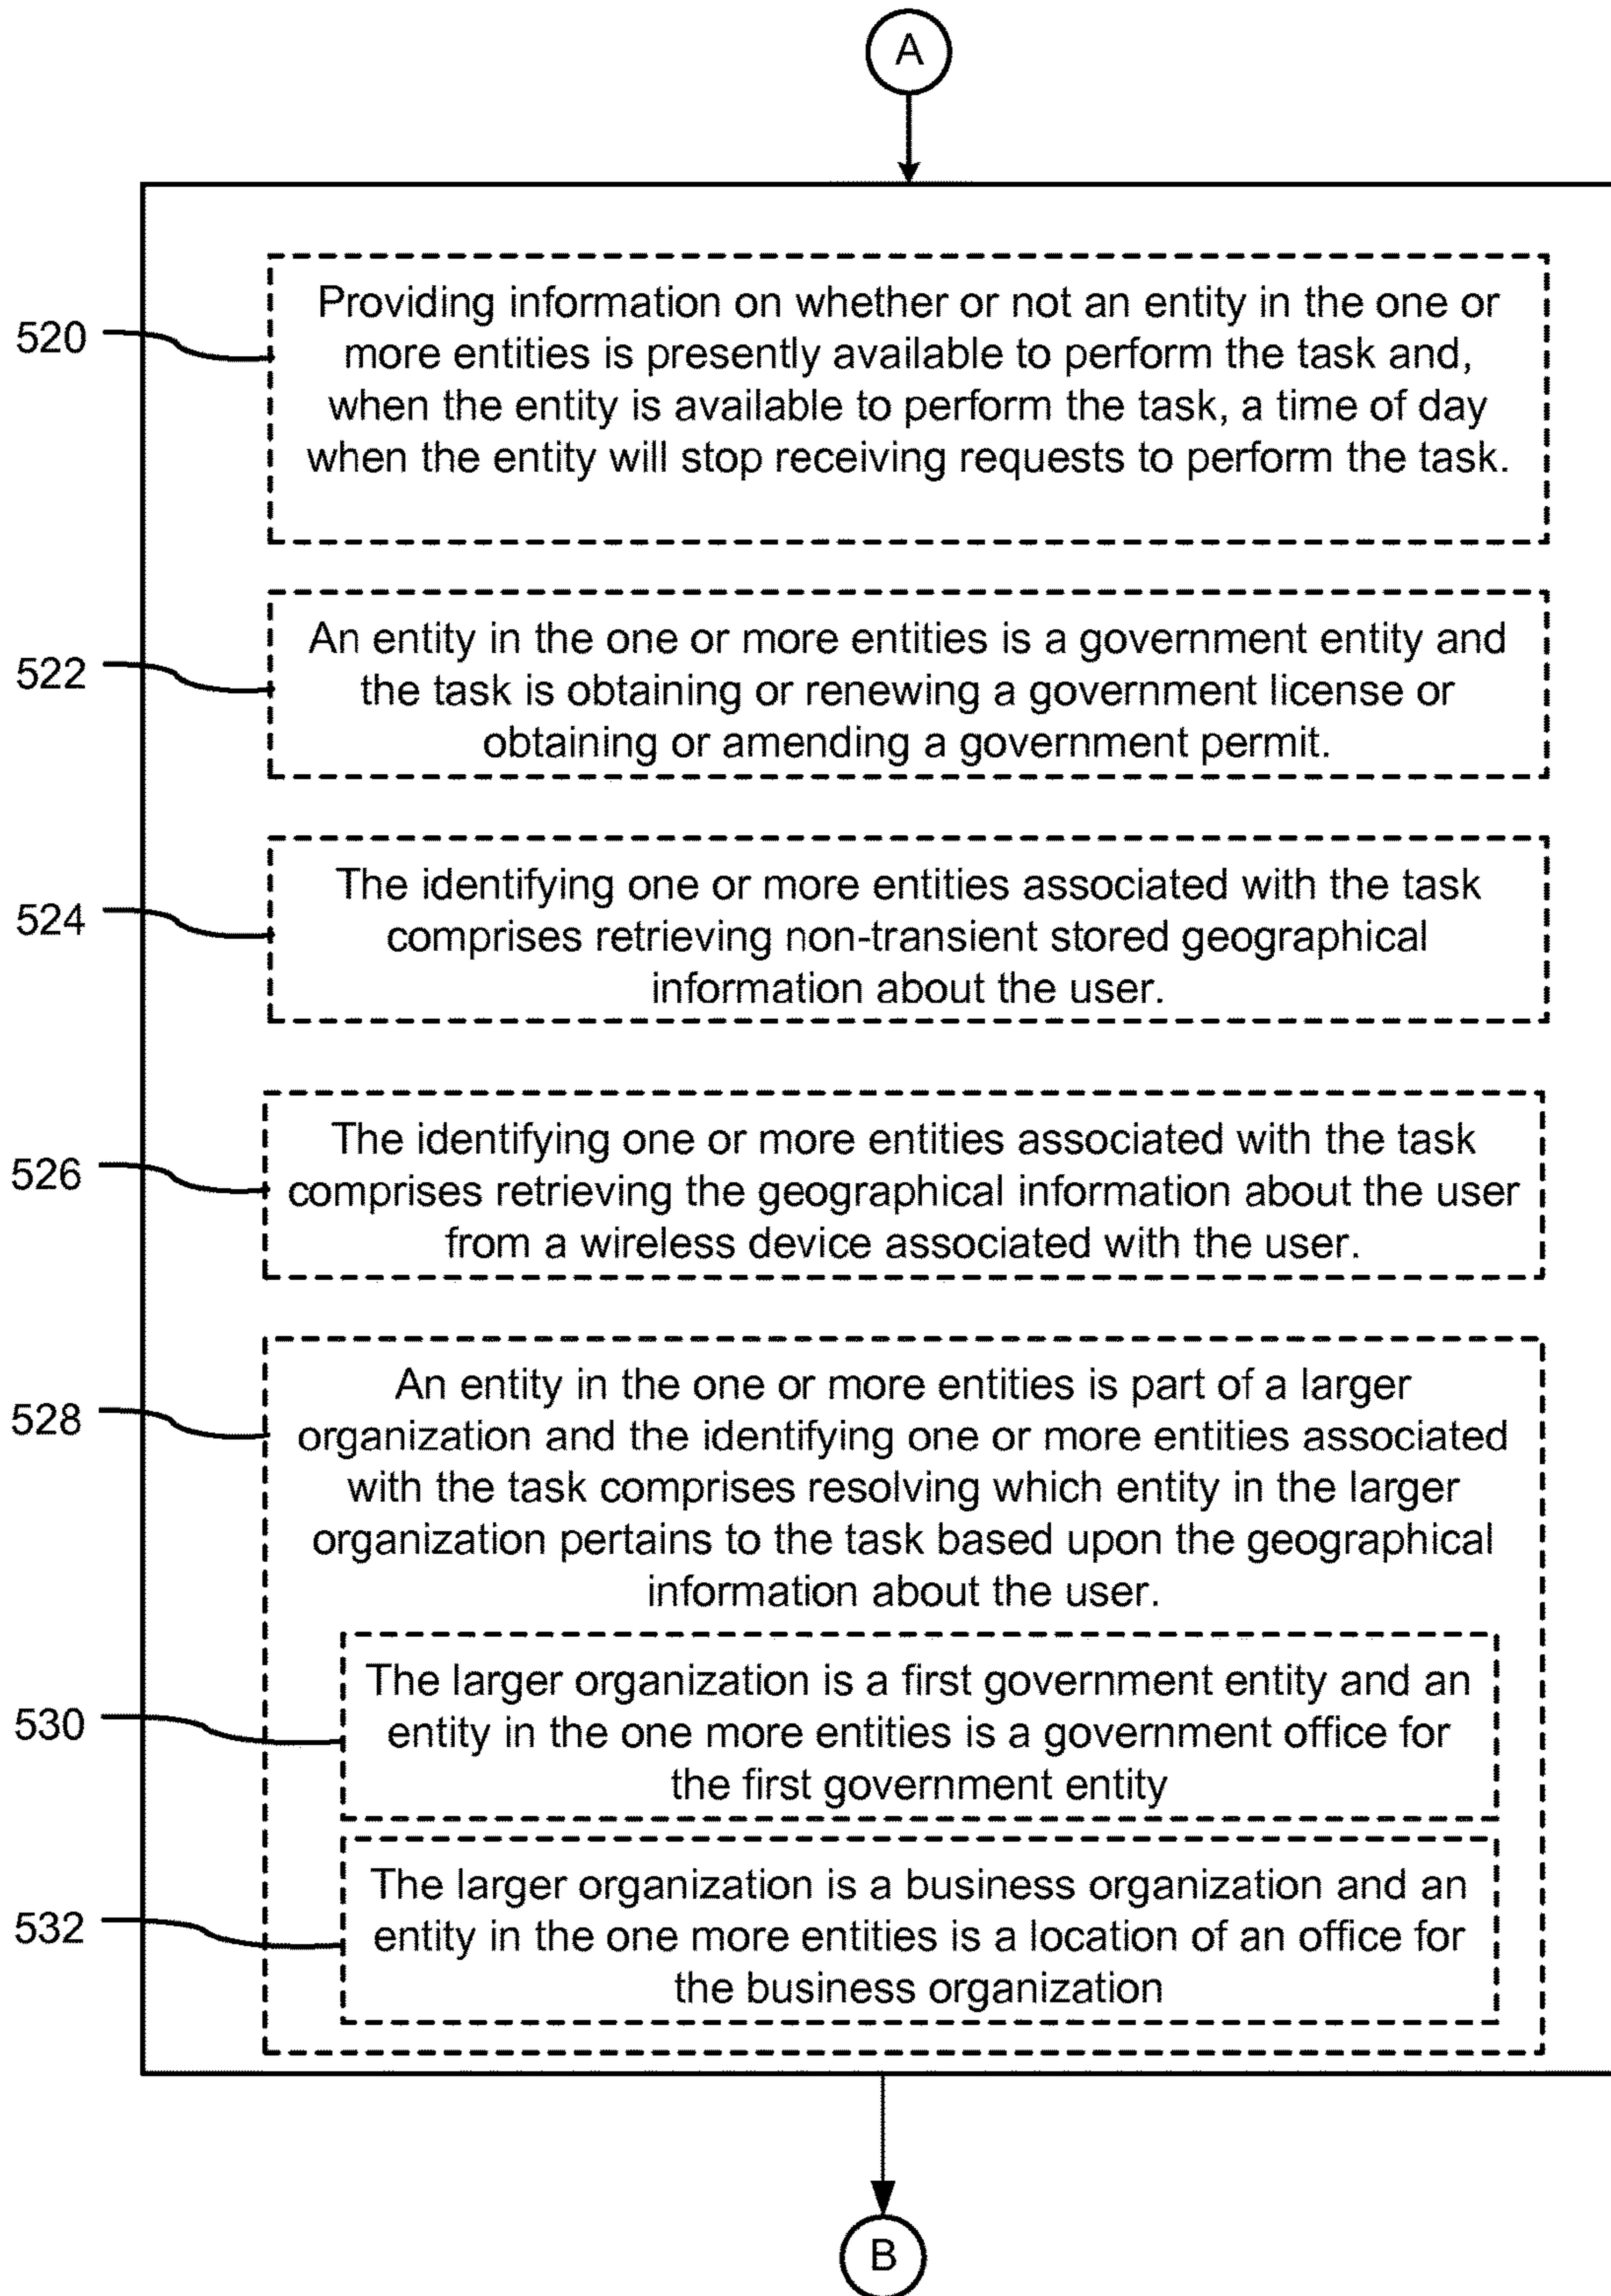 A
520
Providing information on whether or not an entity in the one or
more entities is presently available to perform the task and,
when the entity is available to perform the task, a time of day
when the entity will stop receiving requests to perform the task.
522
An entity in the one or more entities is a government entity and
the task is obtaining or renewing a government license or
obtaining or amending a government permit.
524
The identifying one or more entities associated with the task
comprises retrieving non-transient stored geographical
information about the user.
526
The identifying one or more entities associated with the task
comprises retrieving the geographical information about the user
from a wireless device associated with the user.
528
An entity in the one or more entities is part of a larger
organization and the identifying one or more entities associated
with the task comprises resolving which entity in the larger
organization pertains to the task based upon the geographical
information about the user.
530
The larger organization is a first government entity and an
entity in the one more entities is a government office for
the first government entity
532
The larger organization is a business organization and an
entity in the one more entities is a location of an office for
the business organization
B